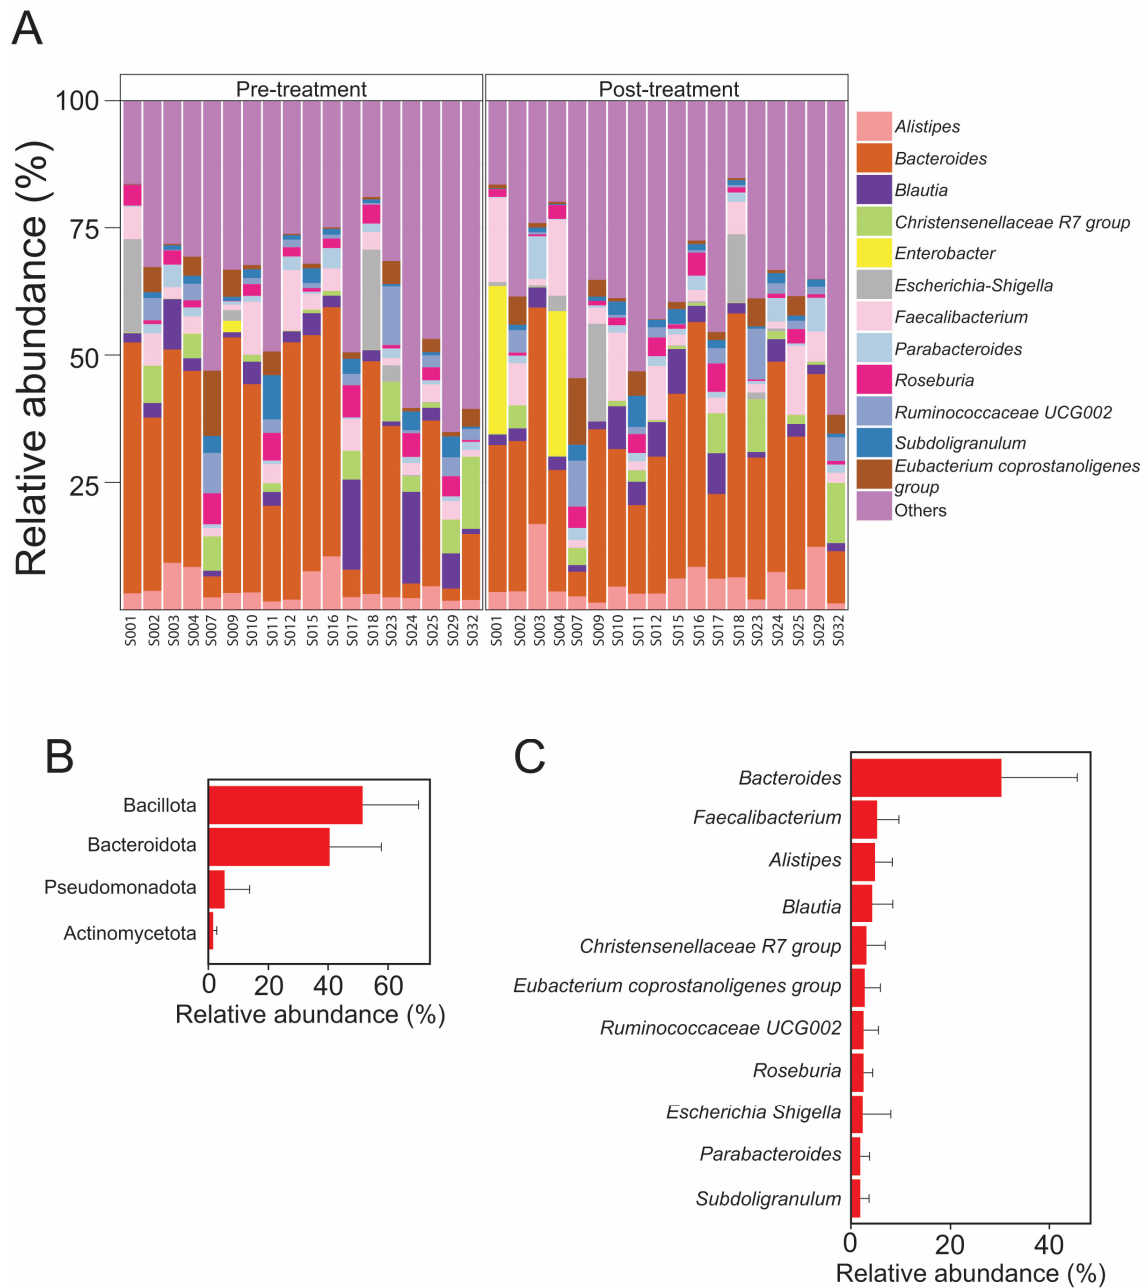 A
Pre-treatment
Post-treatment
Relative abundance (%)
100
75
50
25
Alistipes
Bacteroides
Blautia
Christensenellaceae R7 group
Enterobacter
Escherichia-Shigella
Faecalibacterium
Parabacteroides
Roseburia
Ruminococcaceae UCG002
Subdoligranulum
Eubacterium coprostanoligenes
group
Others
S001 S002 S003 S004 S007 S009 S010 S011 S012 S015 S016 S017 S018 S023 S024 S025 S029 S032
S001 S002 S003 S004 S007 S009 S010 S011 S012 S015 S016 S017 S018 S023 S024 S025 S029 S032
B
Bacillota
Bacteroidota
Pseudomonadota
Actinomycetota
0 20 40 60
Relative abundance (%)
C
Bacteroides
Faecalibacterium
Alistipes
Blautia
Christensenellaceae R7 group
Eubacterium coprostanoligenes group
Ruminococcaceae UCG002
Roseburia
Escherichia Shigella
Parabacteroides
Subdoligranulum
0 20 40
Relative abundance (%)